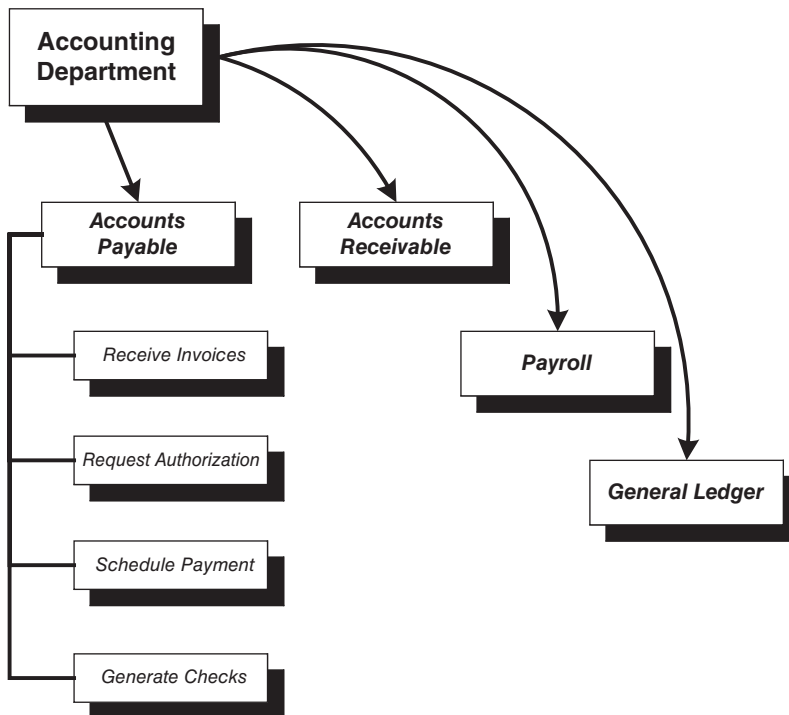 Accounting
Department
Accounts
Payable
Accounts
Receivable
Receive Invoices
Payroll
Request Authorization
General Ledger
Schedule Payment
Generate Checks